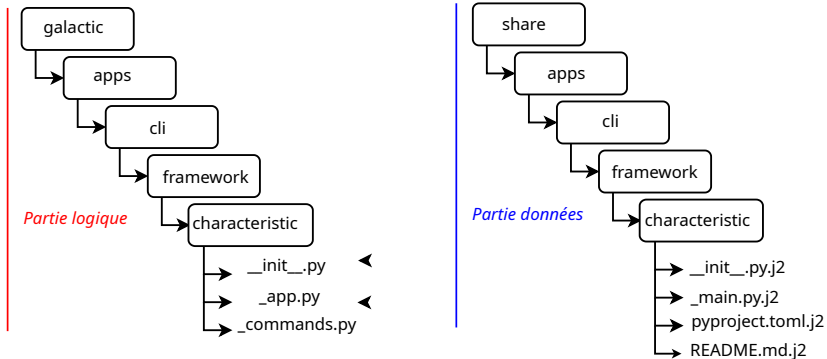 galactic
apps
cli
framework
characteristic
Partie logique
__init__.py
_app.py
_commands.py
share
apps
cli
framework
characteristic
Partie données
__init__.py.j2
_main.py.j2
pyproject.toml.j2
README.md.j2